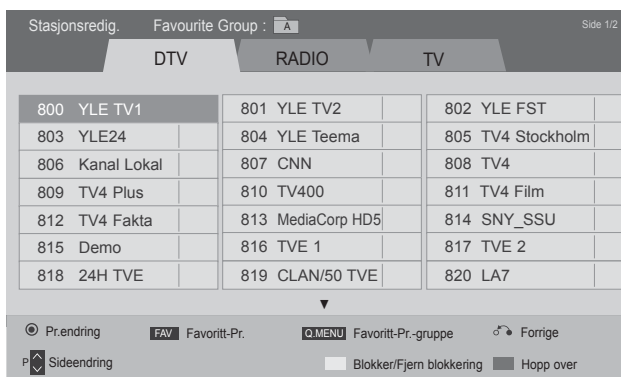 Stasjonsredig. Favourite Group : A Side 1/2
DTV RADIO TV
800 YLE TV1 801 YLE TV2 802 YLE FST
803 YLE24 804 YLE Teema 805 TV4 Stockholm
806 Kanal Lokal 807 CNN 808 TV4
809 TV4 Plus 810 TV400 811 TV4 Film
812 TV4 Fakta 813 MediaCorp HD5 814 SNY_SSU
815 Demo 816 TVE 1 817 TVE 2
818 24H TVE 819 CLAN/50 TVE 820 LA7
Pr.endring FAV Favoritt-Pr. Q.MENU Favoritt-Pr.-gruppe Forrige
P Sideendring Blokker/Fjern blokkering Hopp over